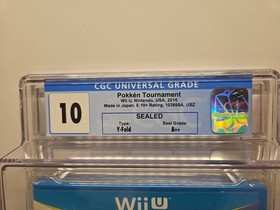 CGC UNIVERSAL GRADE
10
Pokkén Tournament
Wii U, Nintendo, USA, 2016
Made in Japan, E 10+ Rating, 103888A, USZ
SEALED
Type:
Seal Grade:
Y-Fold
A++
Wii U